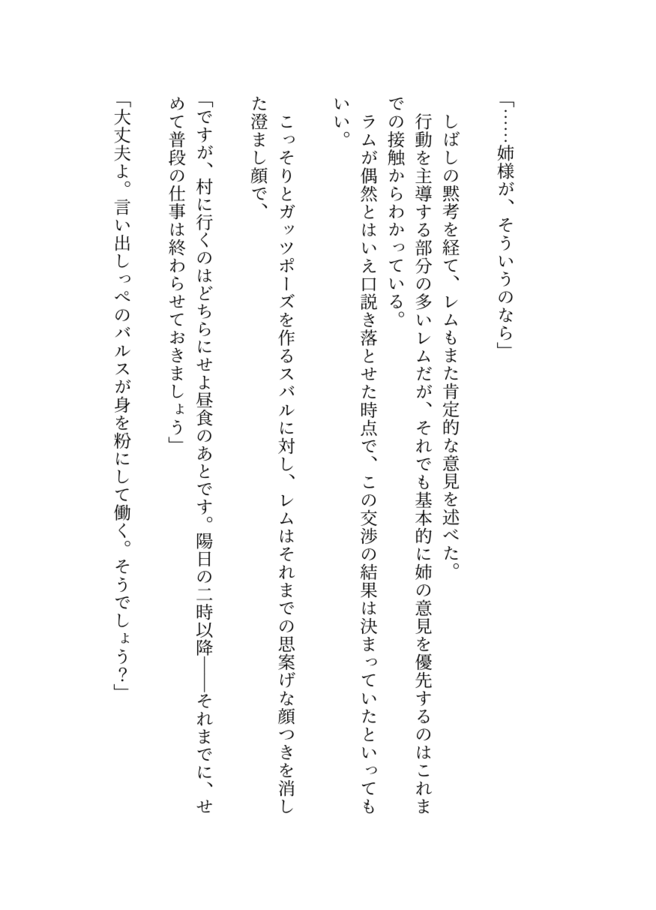 「……姉様が、そういうのなら」
しばしの黙考を経て、レムもまた肯定的な意見を述べた。
行動を主導する部分の多いレムだが、それでも基本的に姉の意見を優先するのはこれま
での接触からわかっている。
ラムが偶然とはいえ口説き落とせた時点で、この交渉の結果は決まっていたといっても
いい。
こっそりとガッツポーズを作るスバルに対し、レムはそれまでの思案げな顔つきを消し
た澄まし顔で、
「ですが、村に行くのはどちらにせよ昼食のあとです。陽日の二時以降――それまでに、せ
めて普段の仕事は終わらせておきましょう」
「大丈夫よ。言い出しっぺのバルスが身を粉にして働く。そうでしょう？」